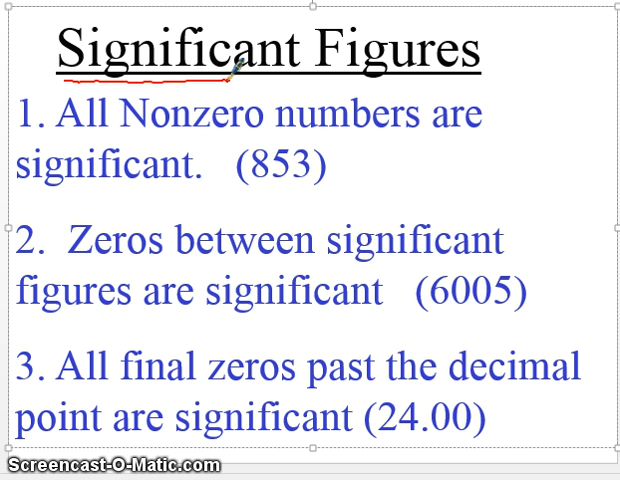 Significant Figures
1. All Nonzero numbers are
significant. (853)
2. Zeros between significant
figures are significant (6005)
3. All final zeros past the decimal
point are significant (24.00)
Screencast-O-Matic.com